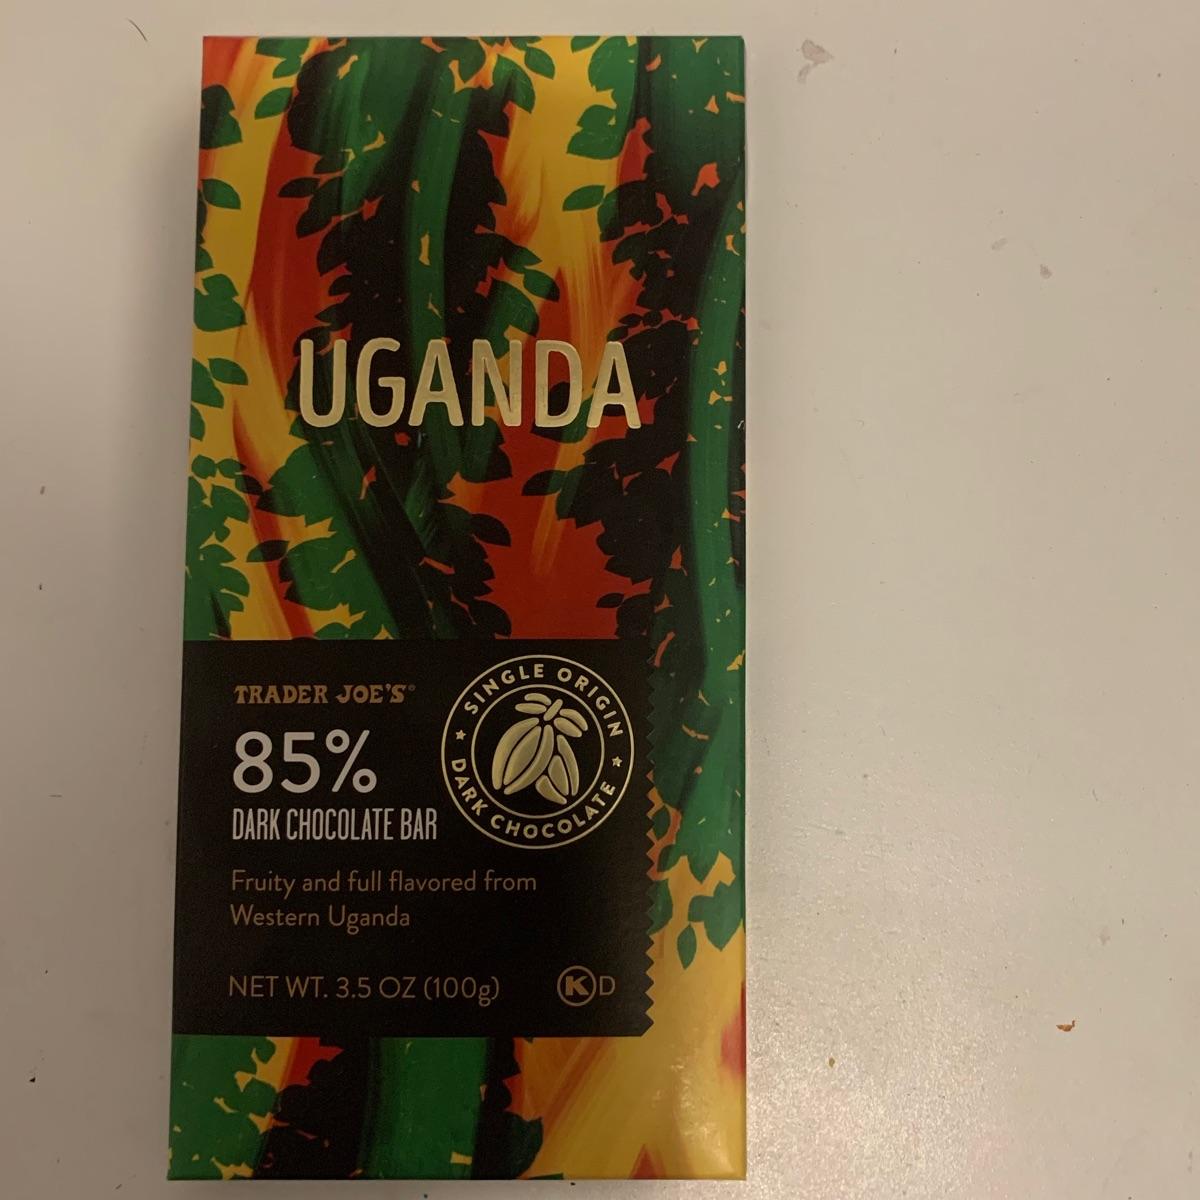 UGANDA
TRADER JOE'S®
85%
DARK CHOCOLATE BAR
SINGLE ORIGIN
★ DARK CHOCOLATE ★
Fruity and full flavored from
Western Uganda
NET WT. 3.5 OZ (100g)
K D